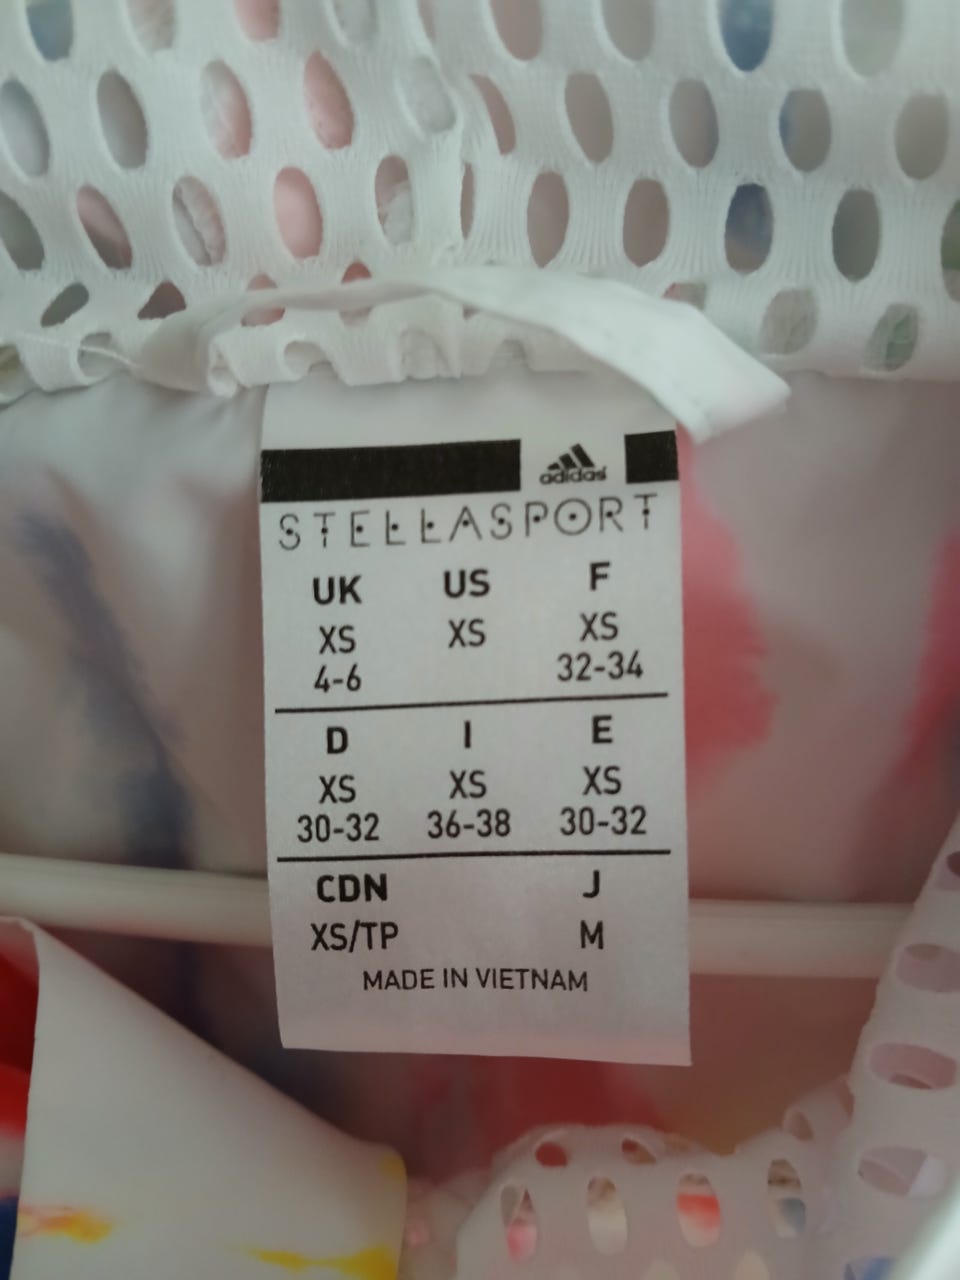 adidas
STELLASPORT
UK US F
XS XS XS
4-6 32-34
D I E
XS XS XS
30-32 36-38 30-32
CDN J
XS/TP M
MADE IN VIETNAM